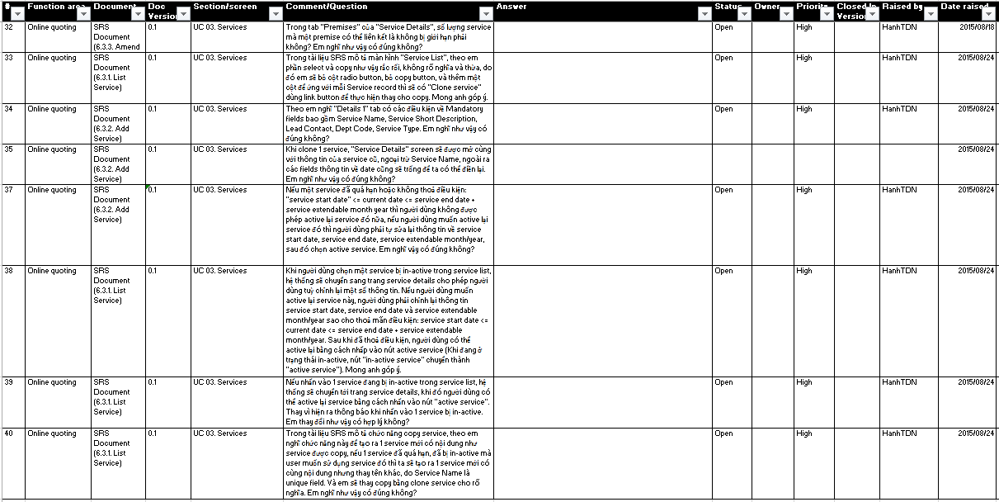 # Function area Document Doc Version Section/screen Comment/Question Answer Status Owner Priority Closed In Version Raised by Date raised
32 Online quoting SRS Document (6.3.3. Amend 0.1 UC 03. Services
Trong tab "Premises" của "Service Details", số lượng service
mà một premise có thể liên kết là không bị giới hạn phải
không? Em nghĩ như vậy có đúng không?
Open High HanhTDN 2015/08/18
33 Online quoting SRS Document (6.3.1. List Service) 0.1 UC 03. Services
Trong tài liệu SRS mô tả màn hình "Service List", theo em
phần select và copy như vậy rắc rối, không rõ nghĩa và thừa, do
đó em sẽ bỏ cột radio button, bỏ copy button, và thêm một
cột để ứng với mỗi Service record thì sẽ có "Clone service"
dùng link button để thực hiện thay cho copy. Mong anh góp ý.
Open High HanhTDN 2015/08/24
34 Online quoting SRS Document (6.3.2. Add Service) 0.1 UC 03. Services
Theo em nghĩ "Details 1" tab có các điều kiện về Mandatory
fields bao gồm Service Name, Service Short Description,
Lead Contact, Dept Code, Service Type. Em nghĩ như vậy có
đúng không?
Open High HanhTDN 2015/08/24
35 Online quoting SRS Document (6.3.2. Add Service) 0.1 UC 03. Services
Khi clone 1 service, "Service Details" screen sẽ được mở cùng
với thông tin của service cũ, ngoại trừ Service Name, ngoài ra
các fields thông tin về date cũng sẽ trống để ta có thể điền lại.
Em nghĩ như vậy có đúng không?
2015/08/24
37 Online quoting SRS Document (6.3.2. Add Service) 0.1 UC 03. Services
Nếu một service đã quá hạn hoặc không thoả điều kiện:
"service start date" <= current date <= service end date +
service extendable month year thì người dùng không được
phép active lại service đó nữa, nếu người dùng muốn active lại
service đó thì người dùng phải tự sửa lại thông tin về service
start date, service end date, service extendable month/year,
sau đó chọn active service. Em nghĩ vậy có đúng không?
Open High HanhTDN 2015/08/24
38 Online quoting SRS Document (6.3.1. List Service) 0.1 UC 03. Services
Khi người dùng chọn một service bị in-active trong service list,
hệ thống sẽ chuyển sang trang service details cho phép người
dùng tuỳ chỉnh lại một số thông tin. Nếu người dùng muốn
active lại service này, người dùng phải chỉnh lại thông tin
service start date, service end date và service extendable
month/year sao cho thoả mãn điều kiện: service start date <=
current date <= service end date + service extendable
month/year. Sau khi đã thoả điều kiện, người dùng có thể
active lại bằng cách nhấp vào nút active service (Khi đang ở
trạng thái in-active, nút "in-active service" chuyển thành
"active service"). Mong anh góp ý.
Open High HanhTDN 2015/08/24
39 Online quoting SRS Document (6.3.1. List Service) 0.1 UC 03. Services
Nếu nhấn vào 1 service đang bị in-active trong service list, hệ
thống sẽ chuyển tới trang service details, khi đó người dùng có
thể active lại service bằng cách nhấn vào nút "active service".
Thay vì hiện ra thông báo khi nhấn vào 1 service bị in-active.
Em thay đổi như vậy có hợp lý không?
Open High HanhTDN 2015/08/24
40 Online quoting SRS Document (6.3.1. List Service) 0.1 UC 03. Services
Trong tài liệu SRS mô tả chức năng copy service, theo em
nghĩ chức năng này để tạo ra 1 service mới có nội dung như
service được copy, nếu 1 service đã quá hạn, đã bị in-active mà
user muốn sử dụng service đó thì ta sẽ tạo ra 1 service mới có
cùng nội dung nhưng thay tên khác, do Service Name là
unique field. Và em sẽ thay copy bằng clone service cho rõ
nghĩa. Em nghĩ như vậy có đúng không?
Open High HanhTDN 2015/08/24